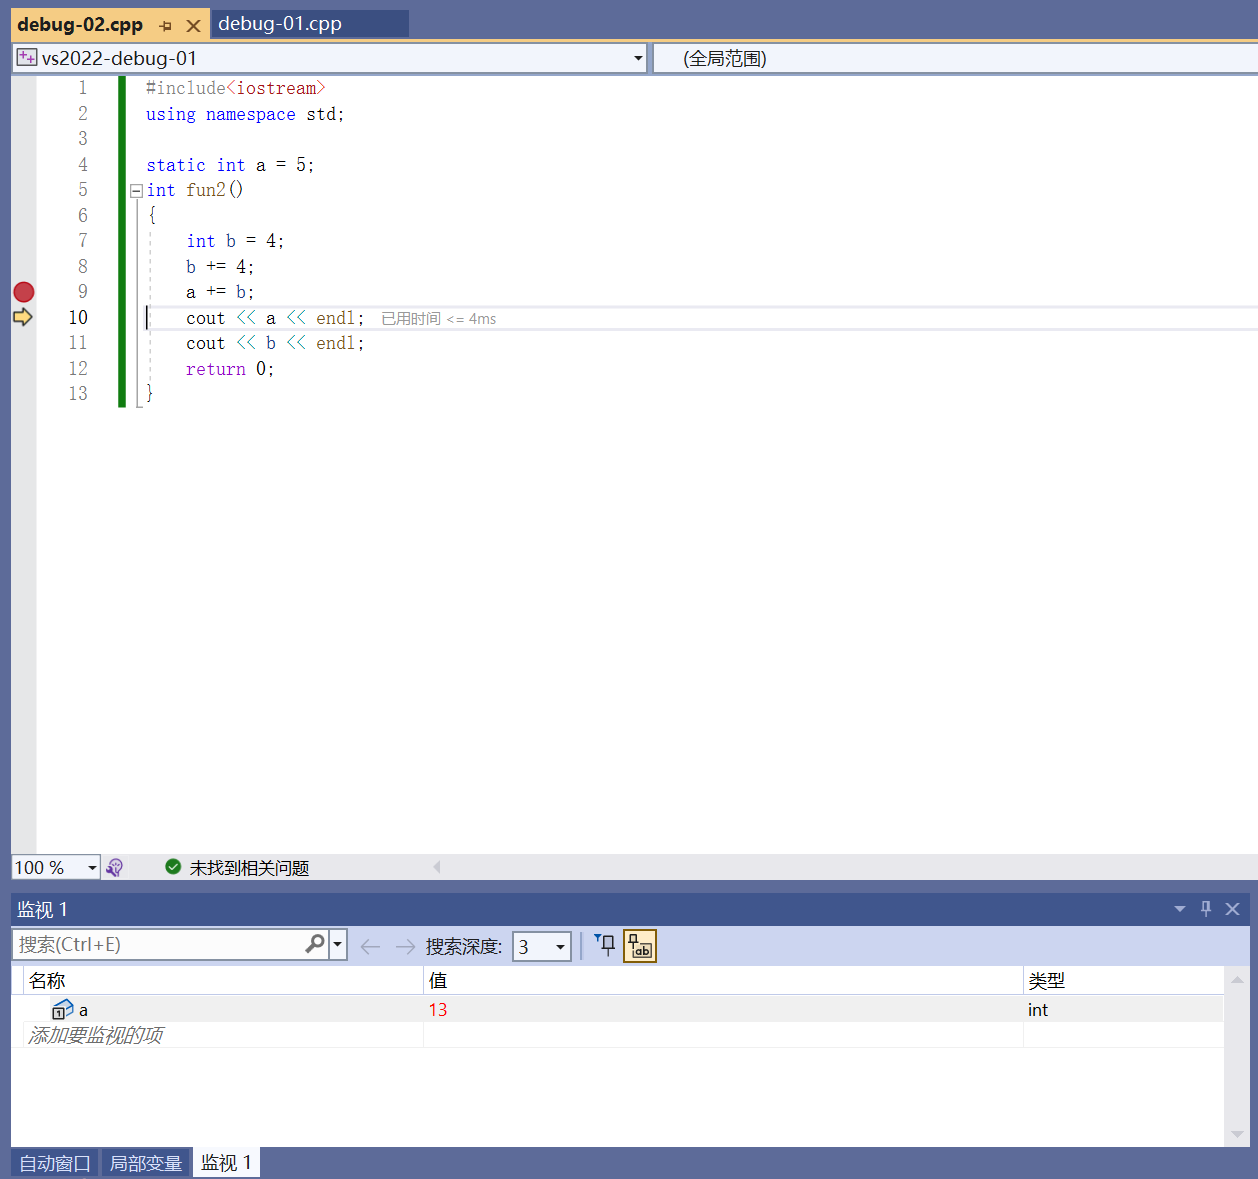 debug-02.cpp debug-01.cpp
vs2022-debug-01 (全局范围)
1 #include<iostream>
2 using namespace std;
3
4 static int a = 5;
5 int fun2()
6 {
7 int b = 4;
8 b += 4;
9 a += b;
10 cout << a << endl; 已用时间 <= 4ms
11 cout << b << endl;
12 return 0;
13 }
100 % 未找到相关问题
监视 1
搜索(Ctrl+E) 搜索深度: 3
名称 值 类型
a 13 int
添加要监视的项
自动窗口 局部变量 监视 1